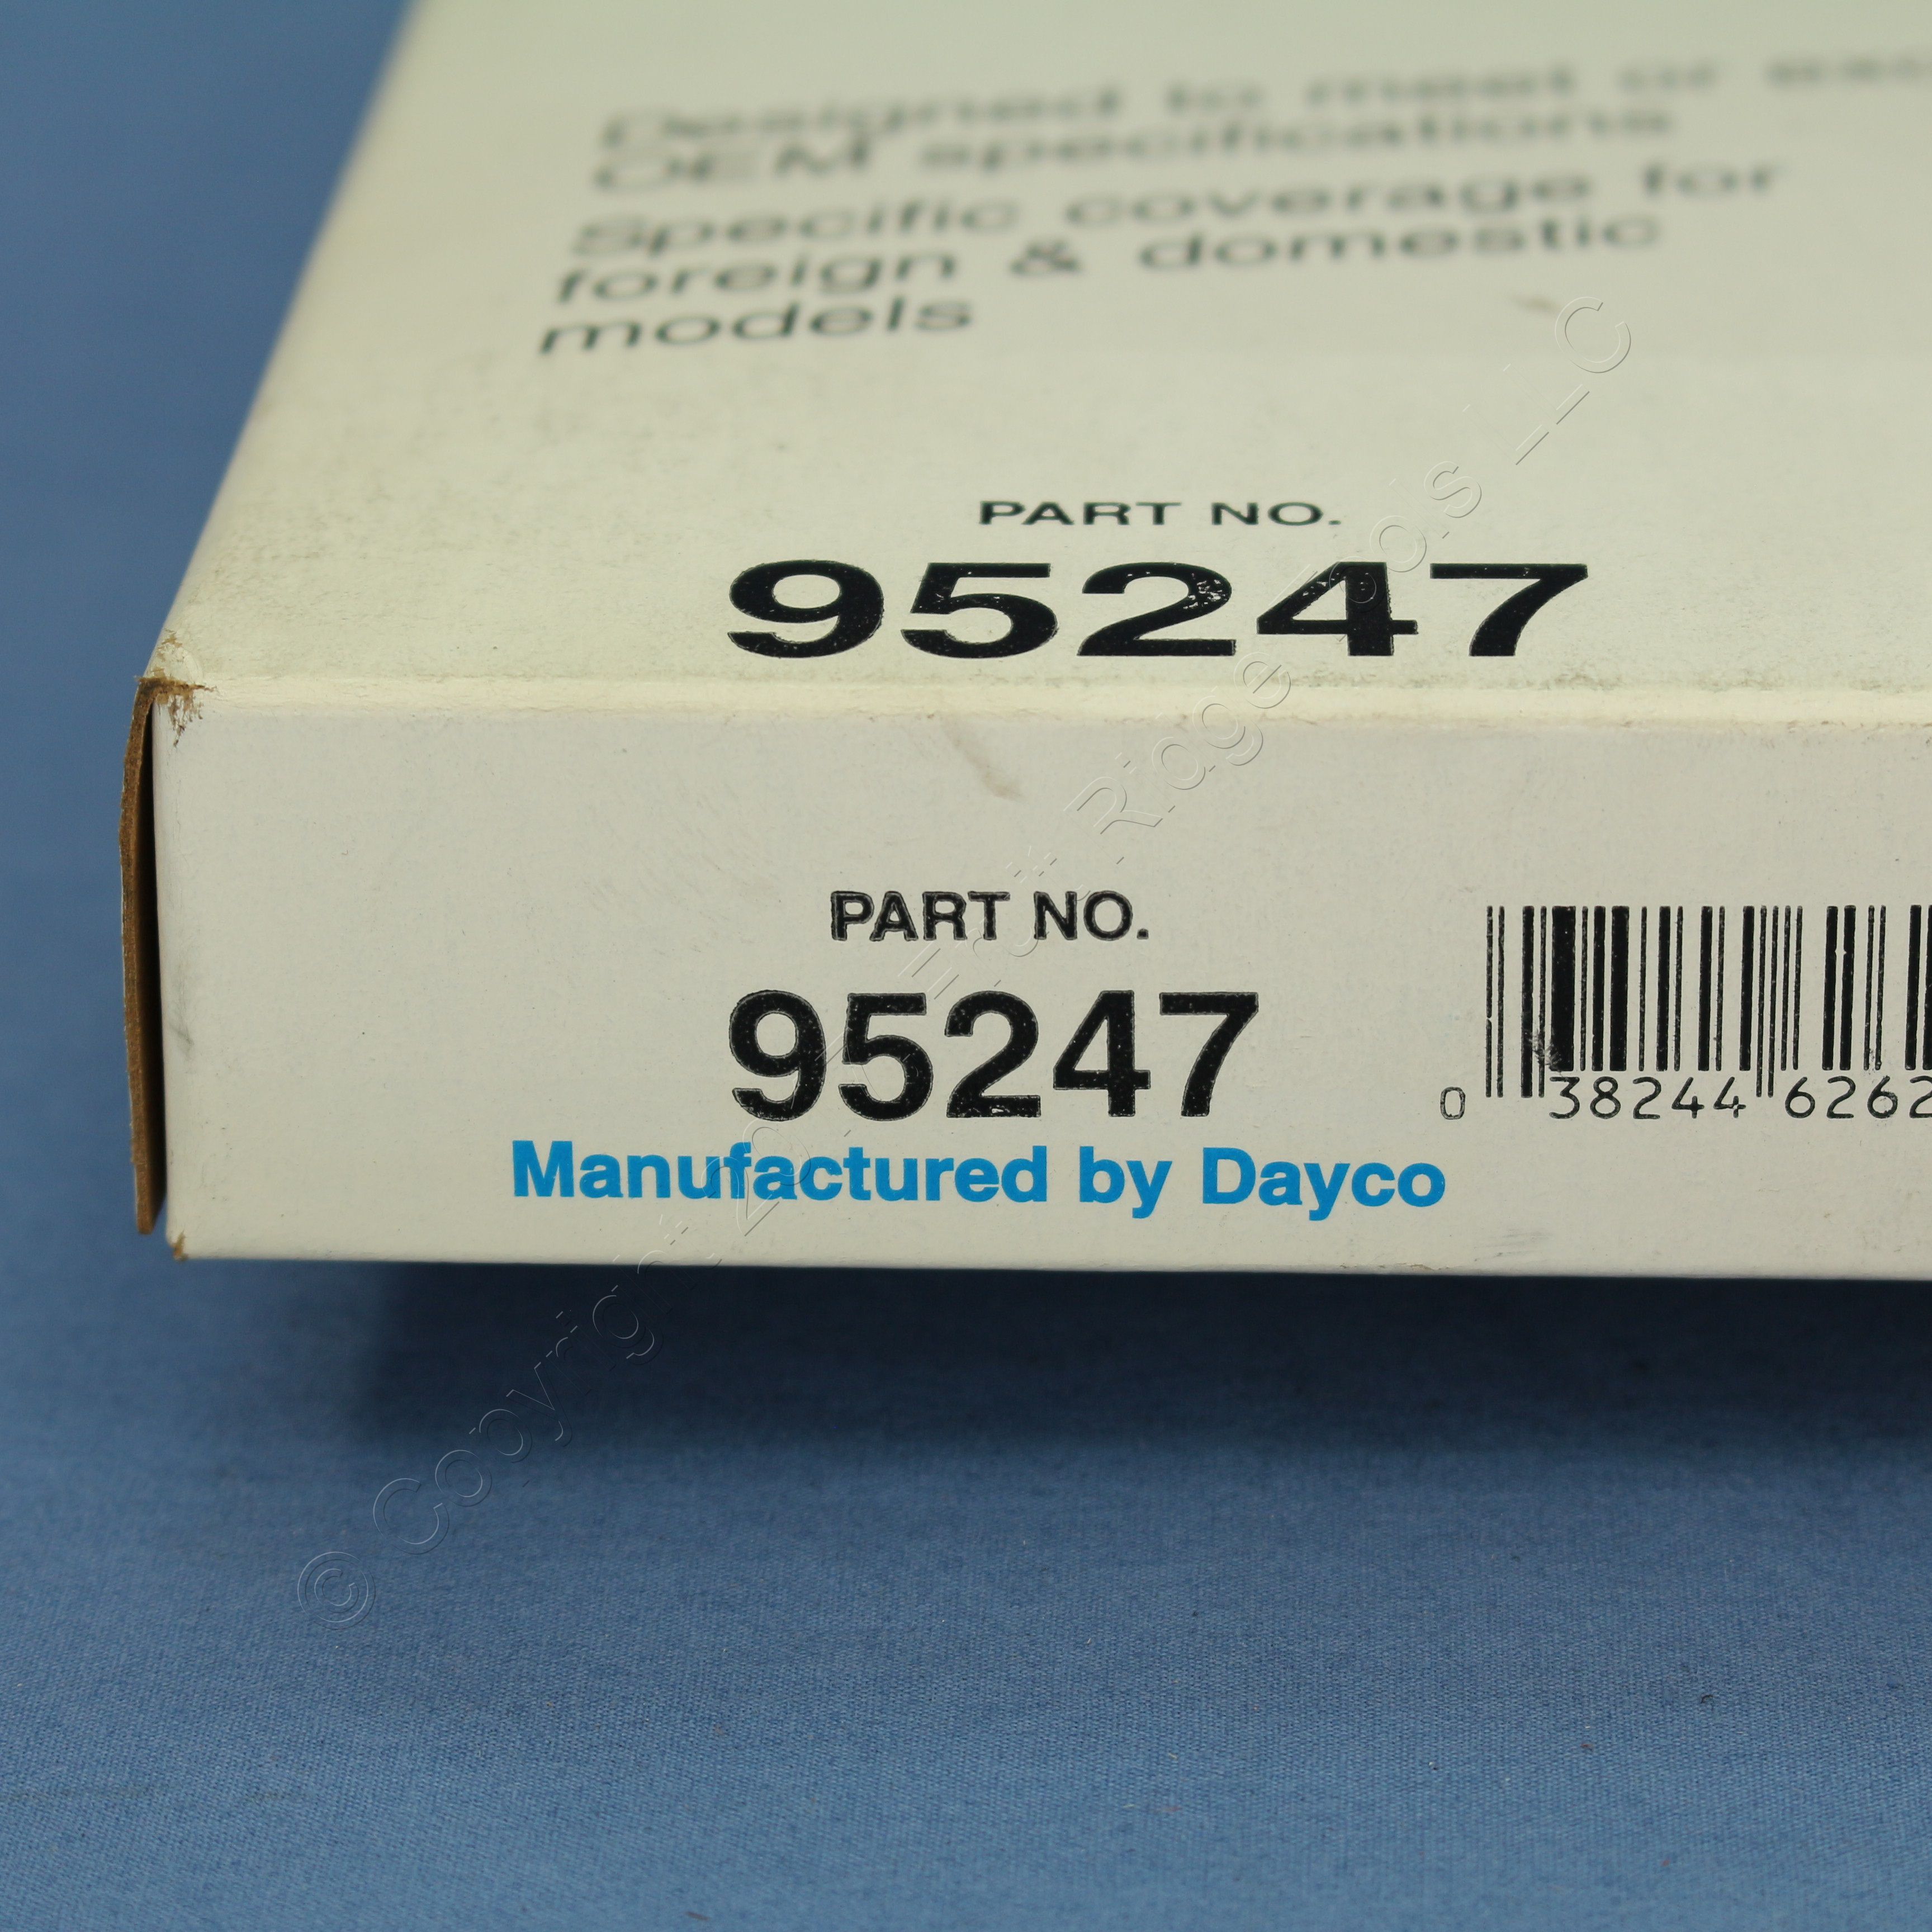 Designed to meet or exc
OEM specifications
Specific coverage for
foreign & domestic
models
PART NO.
95247
PART NO.
95247
Manufactured by Dayco
0 38244 6262